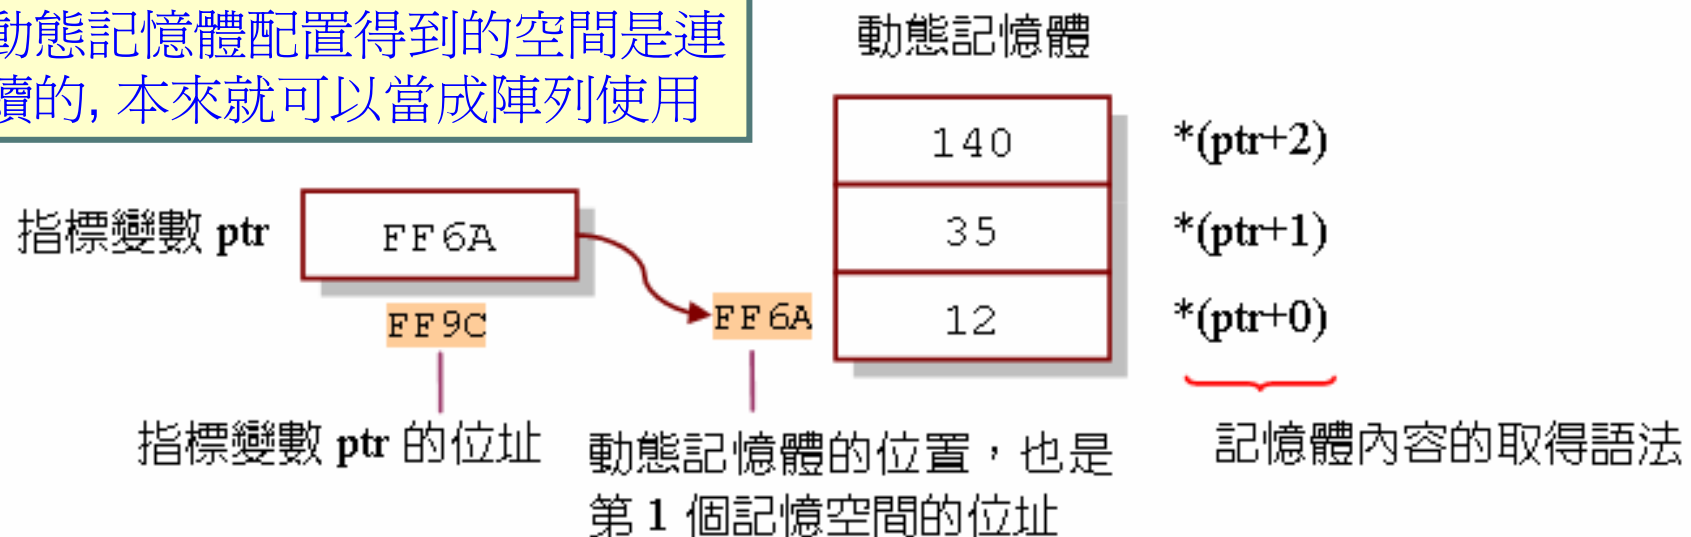 動態記憶體配置得到的空間是連
續的, 本來就可以當成陣列使用
動態記憶體
140 *(ptr+2)
指標變數 ptr FF6A 35 *(ptr+1)
FF9C FF6A 12 *(ptr+0)
指標變數 ptr 的位址
動態記憶體的位置，也是
第 1 個記憶空間的位址
記憶體內容的取得語法